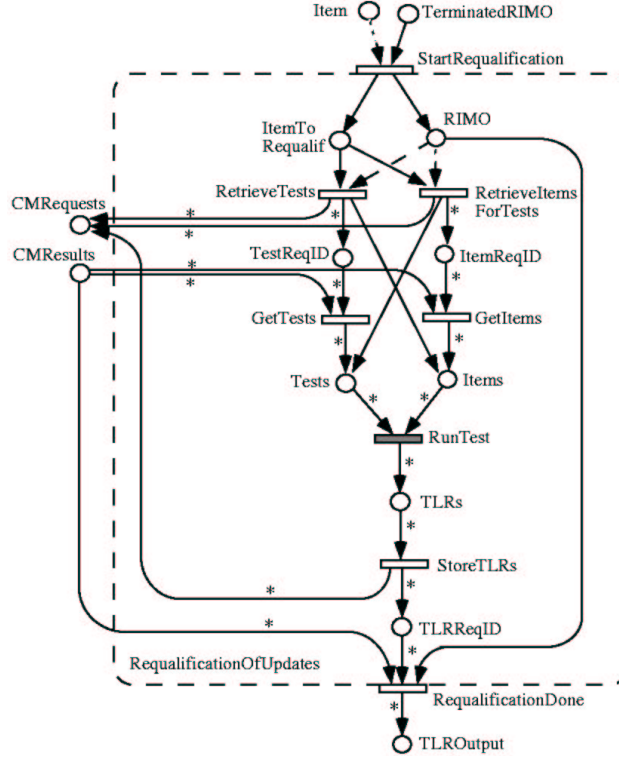 Item
TerminatedRIMO
StartRequalification
ItemTo
Requalif
RIMO
RetrieveTests
RetrieveItems
ForTests
CMRequests
*
*
*
*
CMResults
TestReqID
ItemReqID
*
*
*
*
GetTests
GetItems
*
*
Tests
Items
*
*
RunTest
*
TLRs
*
StoreTLRs
*
*
*
TLRReqID
*
RequalificationOfUpdates
RequalificationDone
*
TLROutput